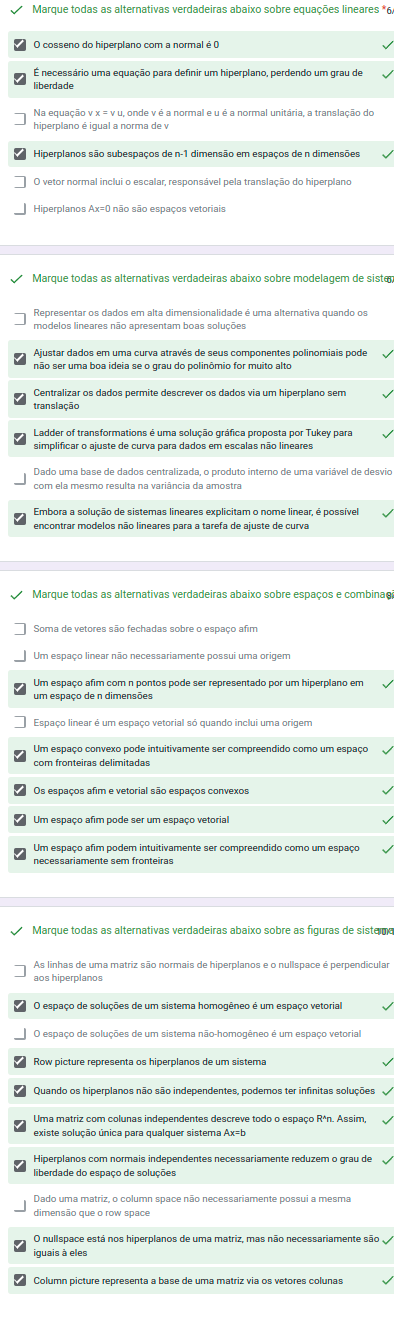 Marque todas as alternativas verdadeiras abaixo sobre equações lineares *6/
O cosseno do hiperplano com a normal é 0
É necessário uma equação para definir um hiperplano, perdendo um grau de
liberdade
Na equação v x = v u, onde v é a normal e u é a normal unitária, a translação do
hiperplano é igual a norma de v
Hiperplanos são subespaços de n-1 dimensão em espaços de n dimensões
O vetor normal inclui o escalar, responsável pela translação do hiperplano
Hiperplanos Ax=0 não são espaços vetoriais
Marque todas as alternativas verdadeiras abaixo sobre modelagem de
Representar os dados em alta dimensionalidade é uma alternativa quando os
modelos lineares não apresentam boas soluções
Ajustar dados em uma curva através de seus componentes polinomiais pode
não ser uma boa ideia se o grau do polinômio for muito alto
Centralizar os dados permite descrever os dados via um hiperplano sem
translação
Ladder of transformations é uma solução gráfica proposta por Tukey para
simplificar o ajuste de curva para dados em escalas não lineares
Dado uma base de dados centralizada, o produto interno de uma variável de desvio
com ela mesmo resulta na variância da amostra
Embora a solução de sistemas lineares explicitam o nome linear, é possível
encontrar modelos não lineares para a tarefa de ajuste de curva
Marque todas as alternativas verdadeiras abaixo sobre espaços e
Soma de vetores são fechadas sobre o espaço afim
Um espaço linear não necessariamente possui uma origem
Um espaço afim com n pontos pode ser representado por um hiperplano em
um espaço de n dimensões
Espaço linear é um espaço vetorial só quando inclui uma origem
Um espaço convexo pode intuitivamente ser compreendido como um espaço
com fronteiras delimitadas
Os espaços afim e vetorial são espaços convexos
Um espaço afim pode ser um espaço vetorial
Um espaço afim podem intuitivamente ser compreendido como um espaço
necessariamente sem fronteiras
Marque todas as alternativas verdadeiras abaixo sobre as figuras de
As linhas de uma matriz são normais de hiperplanos e o nullspace é perpendicular
aos hiperplanos
O espaço de soluções de um sistema homogêneo é um espaço vetorial
O espaço de soluções de um sistema não-homogêneo é um espaço vetorial
Row picture representa os hiperplanos de um sistema
Quando os hiperplanos não são independentes, podemos ter infinitas soluções
Uma matriz com colunas independentes descreve todo o espaço R^n. Assim,
existe solução única para qualquer sistema Ax=b
Hiperplanos com normais independentes necessariamente reduzem o grau de
liberdade do espaço de soluções
Dado uma matriz, o column space não necessariamente possui a mesma
dimensão que o row space
O nullspace está nos hiperplanos de uma matriz, mas não necessariamente são
iguais à eles
Column picture representa a base de uma matriz via os vetores colunas